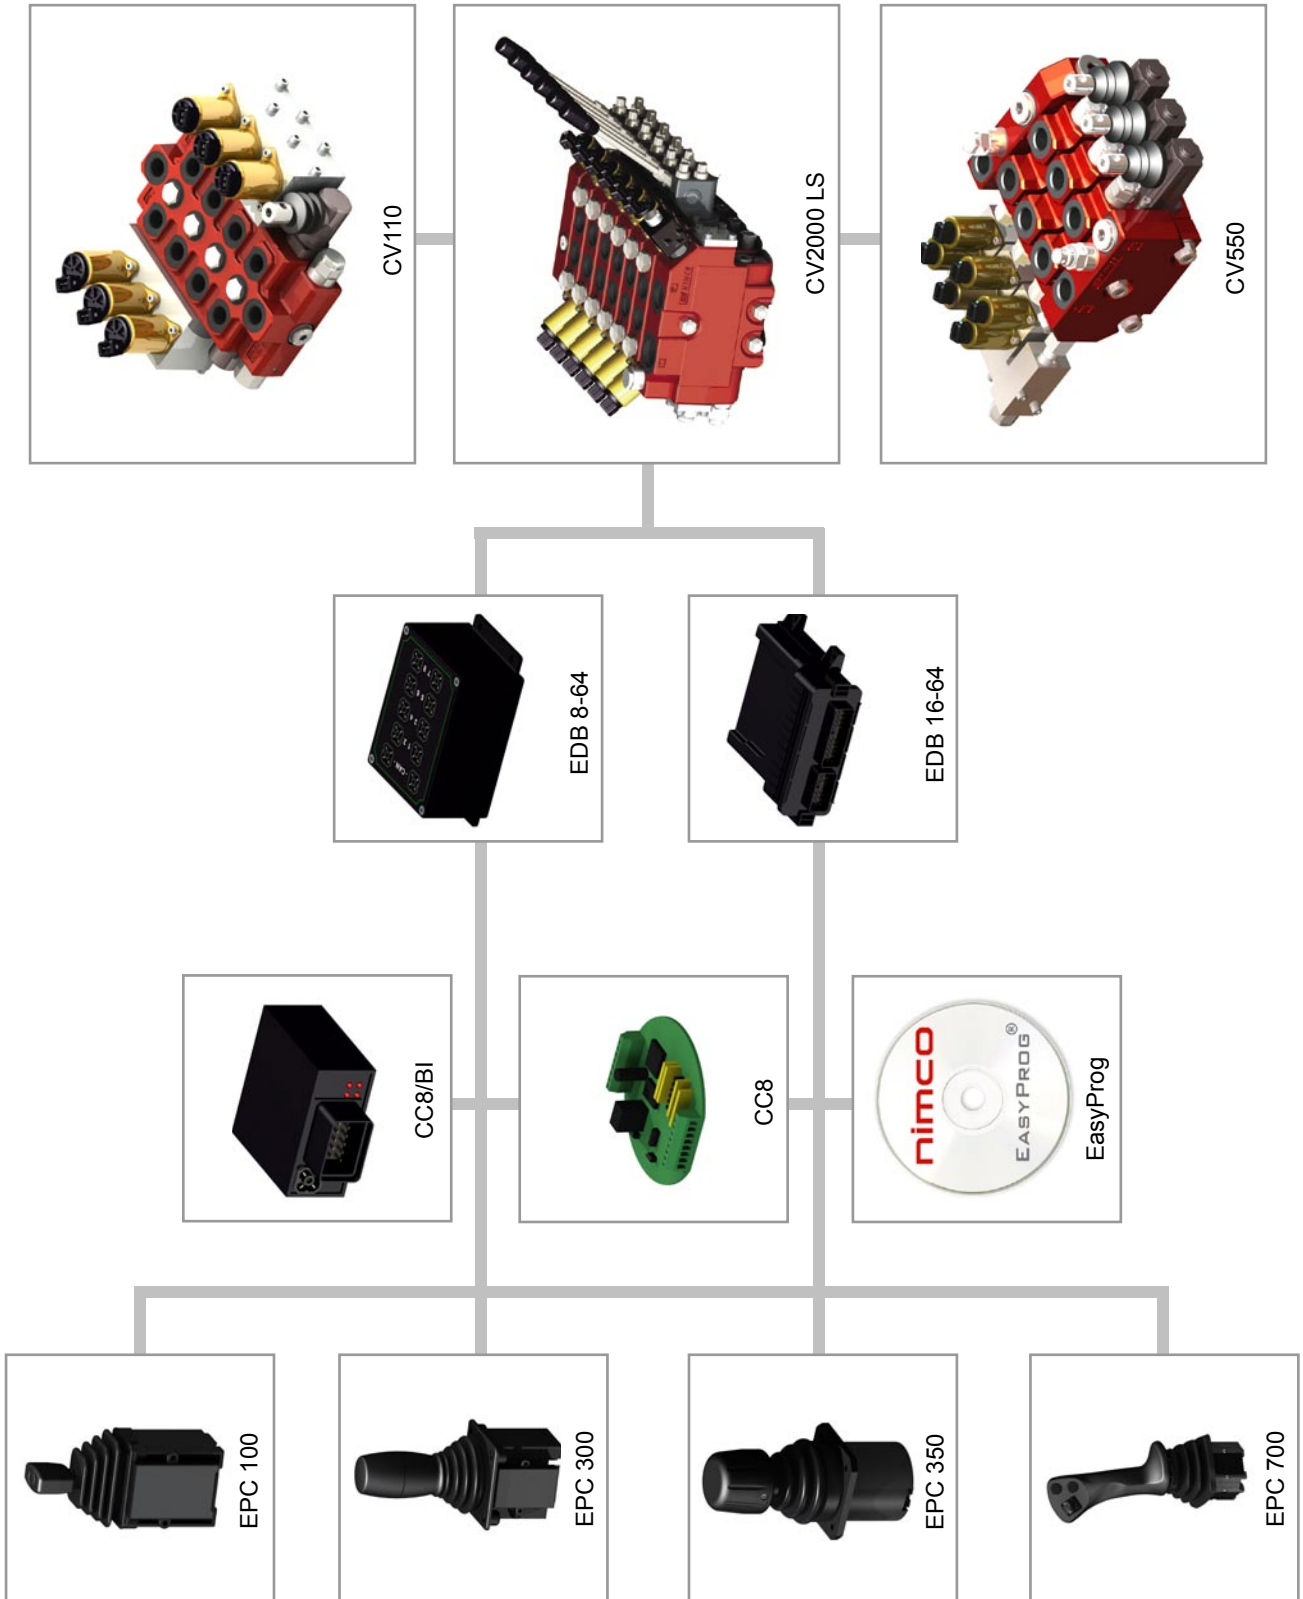 CV110
CV2000 LS
CV550
EDB 8-64
EDB 16-64
CC8/BI
CC8
nimco
EASYPROG®
EasyProg
EPC 100
EPC 300
EPC 350
EPC 700